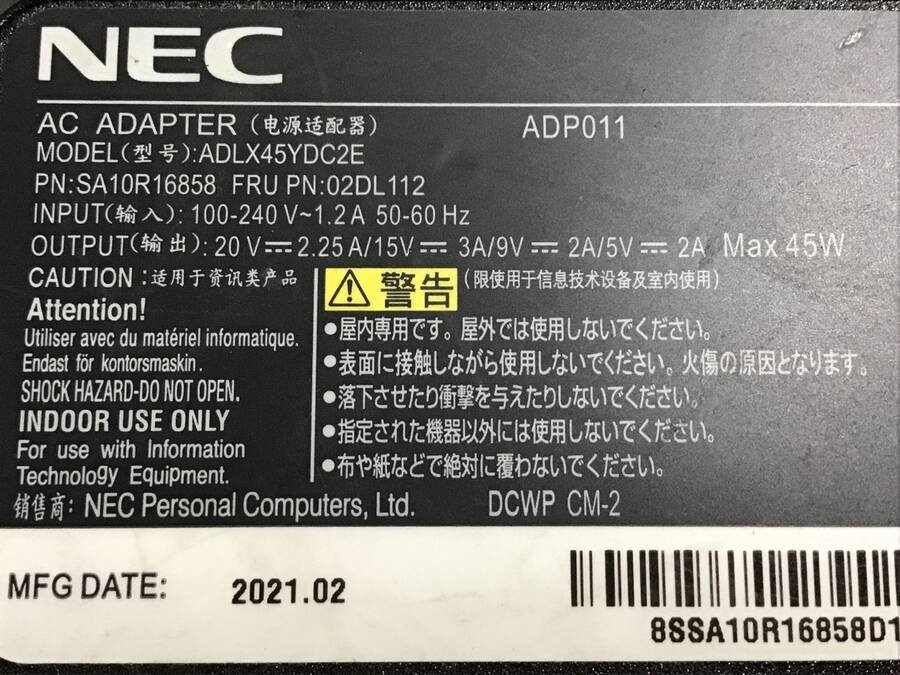 NEC
AC ADAPTER (电源适配器) ADP011
MODEL(型号):ADLX45YDC2E
PN:SA10R16858 FRU PN:02DL112
INPUT(输入): 100-240 V~1.2 A 50-60 Hz
OUTPUT(输出): 20 V⎓2.25 A/15V⎓ 3A/9V⎓ 2A/5V⎓ 2A Max 45W
CAUTION :适用于资讯类产品
Attention!
Utiliser avec du matériel informatique.
Endast för kontorsmaskin.
SHOCK HAZARD-DO NOT OPEN.
INDOOR USE ONLY
For use with Information
Technology Equipment.
警告 (限使用于信息技术设备及室内使用)
●屋内専用です。屋外では使用しないでください。
●表面に接触しながら使用しないでください。火傷の原因となります。
●落下させたり衝撃を与えたりしないでください。
●指定された機器以外には使用しないでください。
●布や紙などで絶対に覆わないでください。
销售商: NEC Personal Computers, Ltd. DCWP CM-2
MFG DATE: 2021.02
8SSA10R16858D1